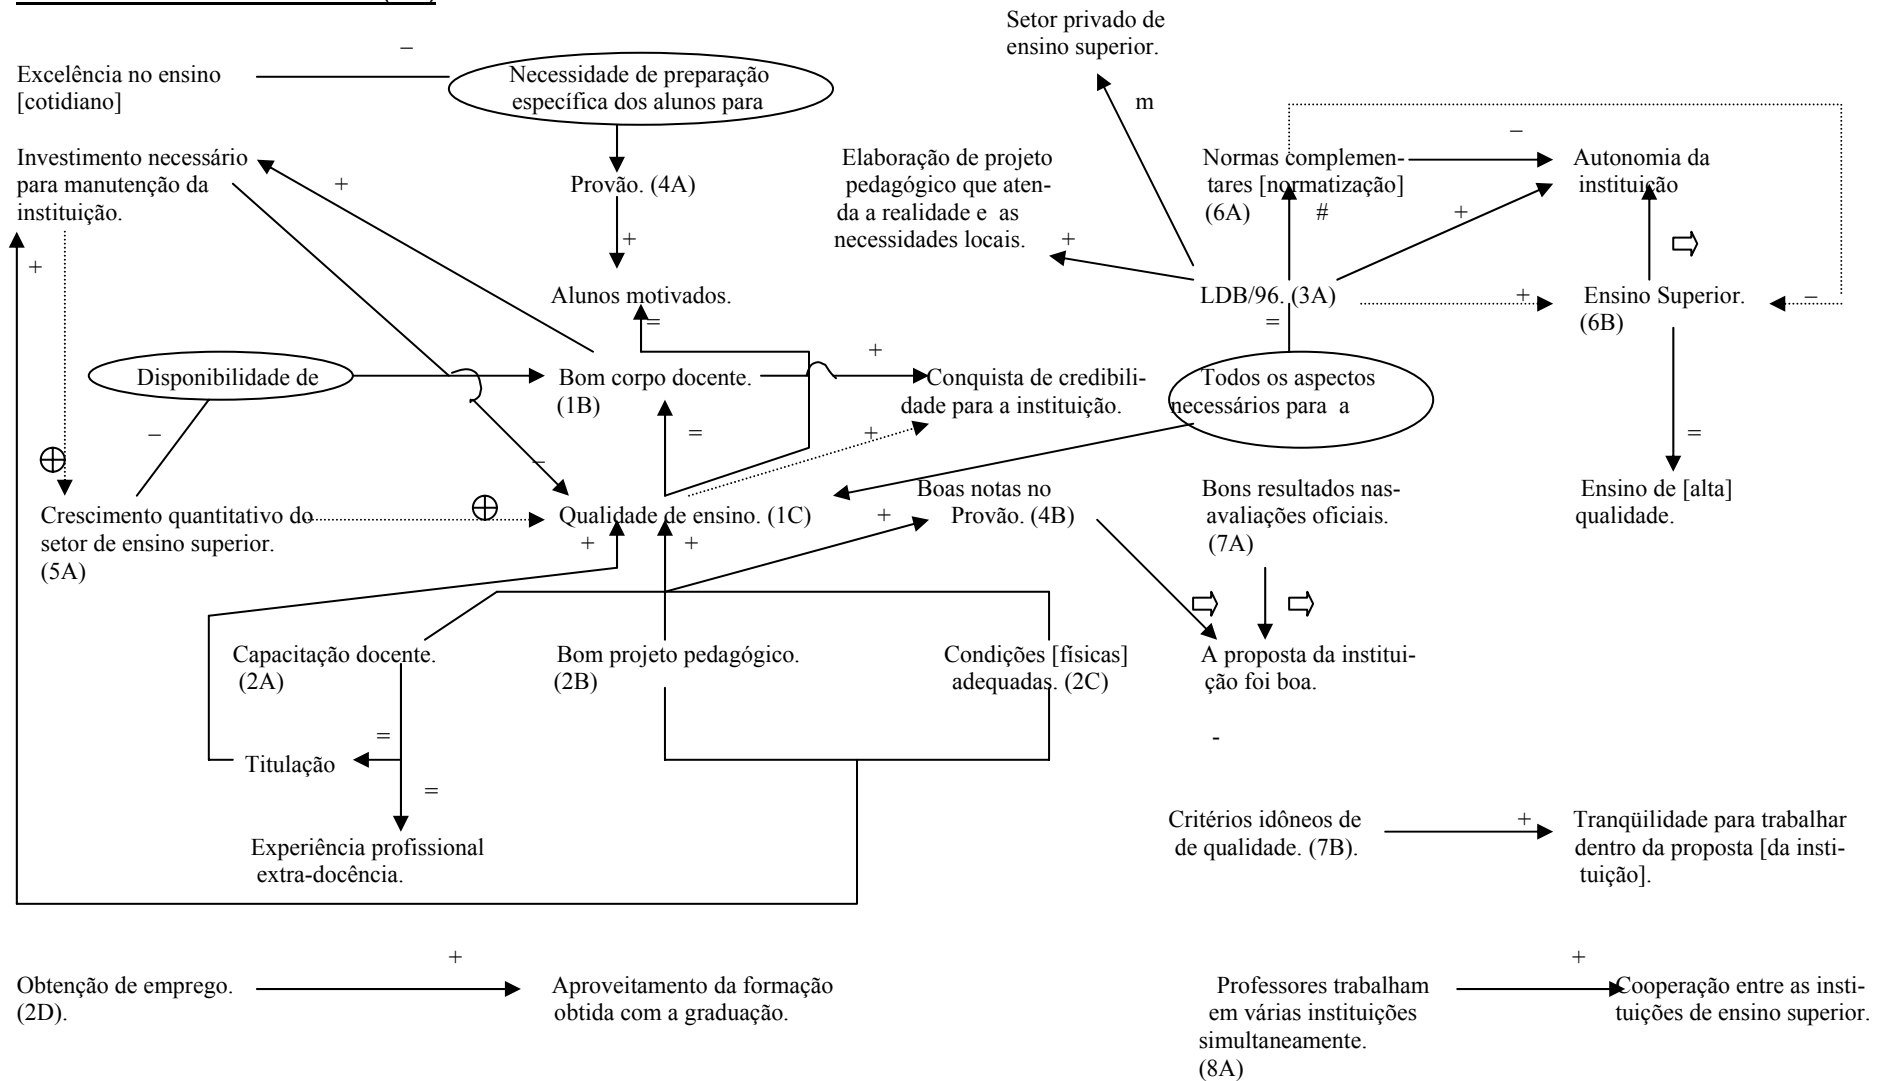 Setor privado de
ensino superior.
–
Excelência no ensino
[cotidiano]
Necessidade de preparação
específica dos alunos para
m
–
Investimento necessário
para manutenção da
instituição.
+
Provão. (4A)
Elaboração de projeto
pedagógico que aten-
da a realidade e as
necessidades locais.
Normas complemen-
tares [normatização]
(6A) #
Autonomia da
instituição
+
+
+
+
Alunos motivados.
=
LDB/96. (3A)
=
+
Ensino Superior.
(6B)
–
Disponibilidade de
Bom corpo docente.
(1B)
+
Conquista de credibili-
dade para a instituição.
Todos os aspectos
necessários para a
–
=
+
=
–
Crescimento quantitativo do
setor de ensino superior.
(5A)
Qualidade de ensino. (1C)
+
+
+
Boas notas no
Provão. (4B)
Bons resultados nas
avaliações oficiais.
(7A)
Ensino de [alta]
qualidade.
Capacitação docente.
(2A)
Bom projeto pedagógico.
(2B)
Condições [físicas]
adequadas. (2C)
A proposta da institui-
ção foi boa.
=
-
Titulação
=
Experiência profissional
extra-docência.
Critérios idôneos de
de qualidade. (7B).
+
Tranqüilidade para trabalhar
dentro da proposta [da insti-
tuição].
+
Obtenção de emprego.
(2D).
Aproveitamento da formação
obtida com a graduação.
+
Professores trabalham
em várias instituições
simultaneamente.
(8A)
Cooperação entre as insti-
tuições de ensino superior.